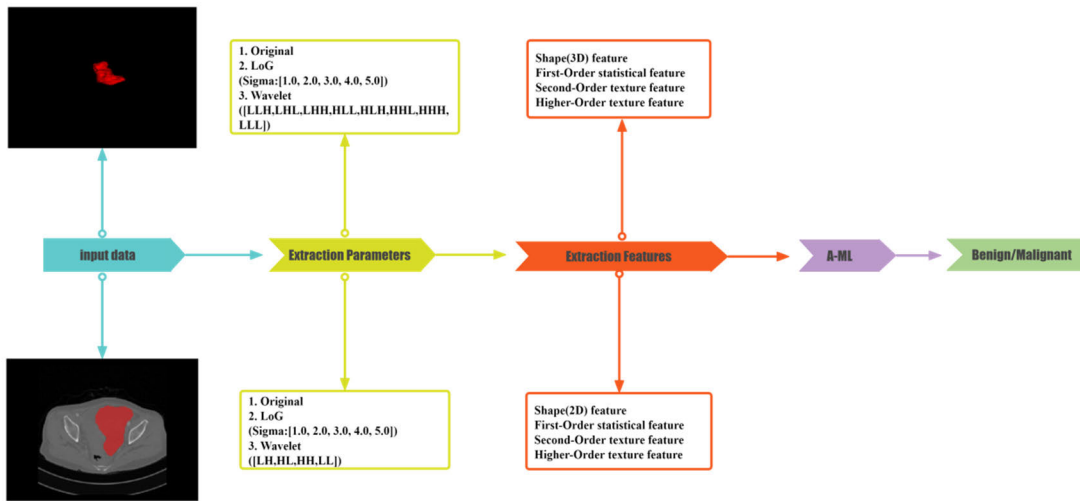 1. Original
2. LoG
(Sigma:[1.0, 2.0, 3.0, 4.0, 5.0])
3. Wavelet
([LLH,LHL,LHH,HLL,HLH,HHL,HHH,
LLL])
Shape(3D) feature
First-Order statistical feature
Second-Order texture feature
Higher-Order texture feature
input data
Extraction Parameters
Extraction Features
A-ML
Benign/Malignant
1. Original
2. LoG
(Sigma:[1.0, 2.0, 3.0, 4.0, 5.0])
3. Wavelet
([LH,HL,HH,LL])
Shape(2D) feature
First-Order statistical feature
Second-Order texture feature
Higher-Order texture feature